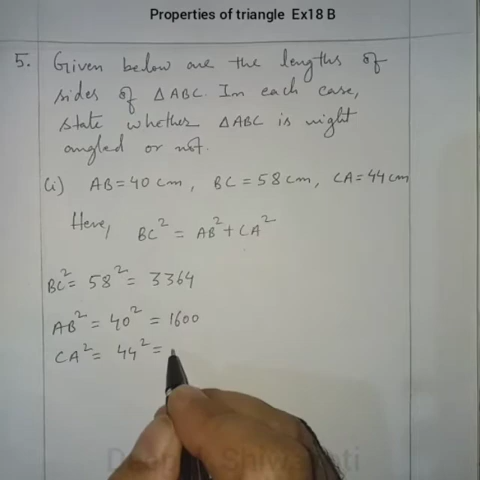 Properties of triangle Ex18 B
5. Given below are the lengths of
sides of △ABC. In each case,
state whether △ABC is right
angled or not.
(i) AB = 40 cm, BC = 58 cm, CA = 44 cm
Here, BC² = AB² + CA²
BC² = 58² = 3364
AB² = 40² = 1600
CA² = 44² =